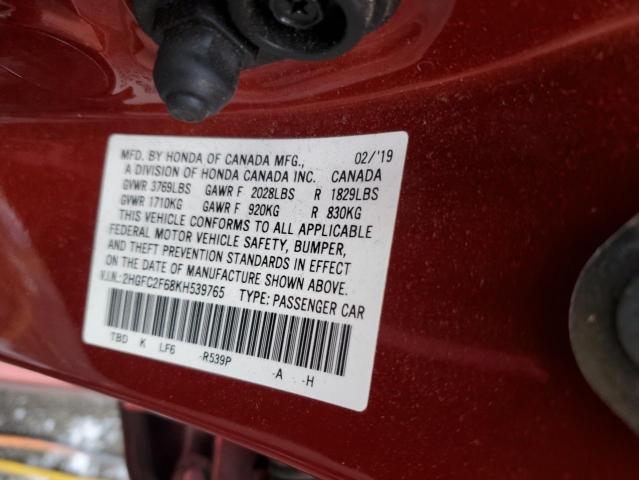 MFD. BY HONDA OF CANADA MFG., 02/'19
A DIVISION OF HONDA CANADA INC. CANADA
GVWR 3769LBS GAWR F 2028LBS R 1829LBS
GVWR 1710KG GAWR F 920KG R 830KG
THIS VEHICLE CONFORMS TO ALL APPLICABLE
FEDERAL MOTOR VEHICLE SAFETY, BUMPER,
AND THEFT PREVENTION STANDARDS IN EFFECT
ON THE DATE OF MANUFACTURE SHOWN ABOVE.
V.I.N.:2HGFC2F68KH539765 TYPE: PASSENGER CAR
TBD K LF6 -R539P -A -H